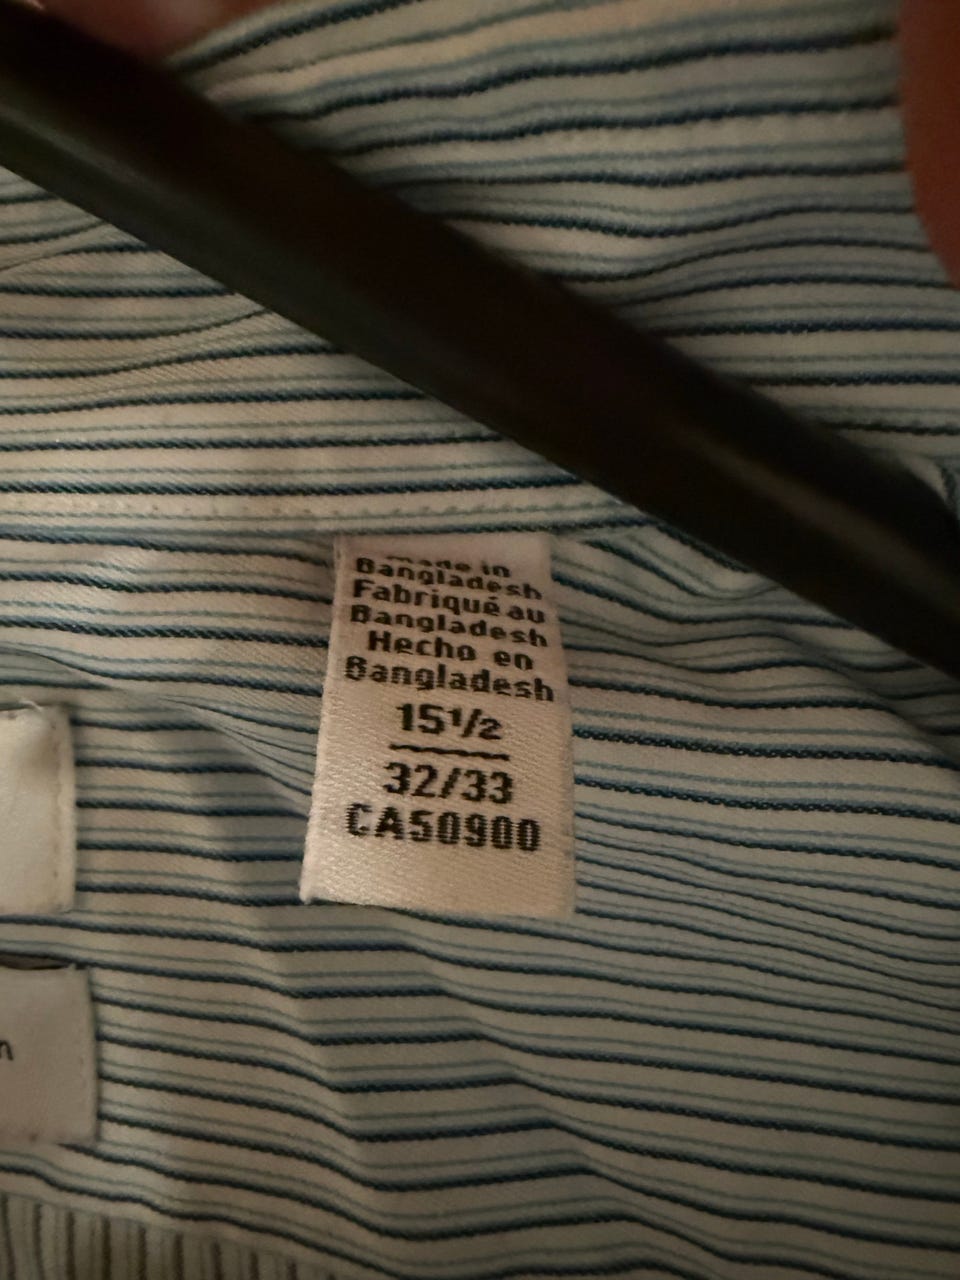 Made in
Bangladesh
Fabriqué au
Bangladesh
Hecho en
Bangladesh
15½
32/33
CA50900
n